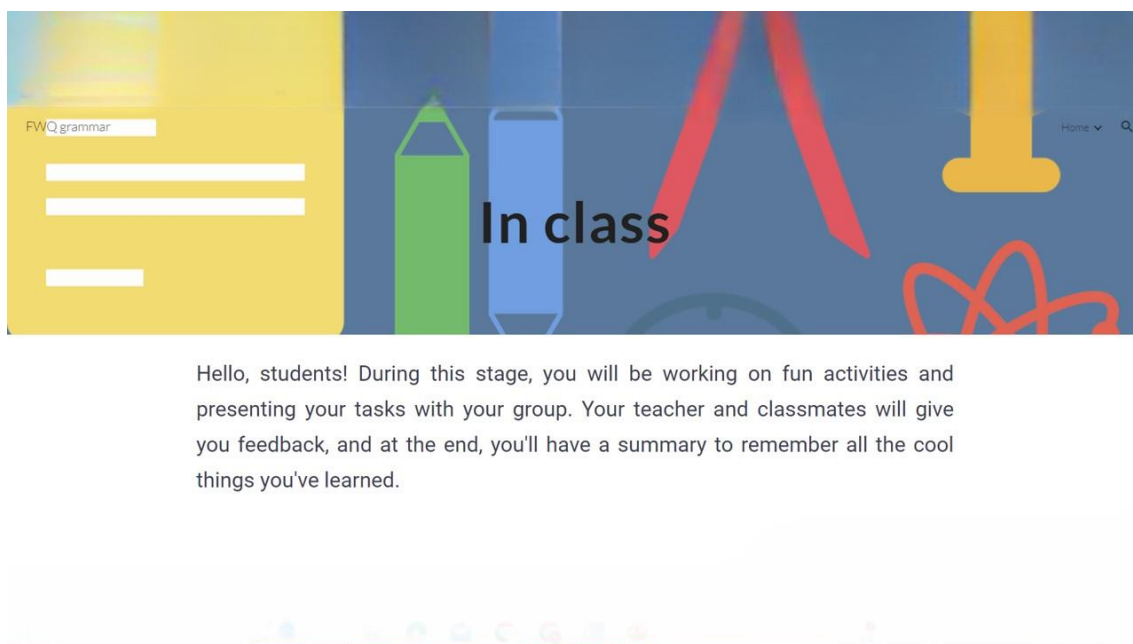 FWQ grammar
Home
In class
Hello, students! During this stage, you will be working on fun activities and
presenting your tasks with your group. Your teacher and classmates will give
you feedback, and at the end, you'll have a summary to remember all the cool
things you've learned.